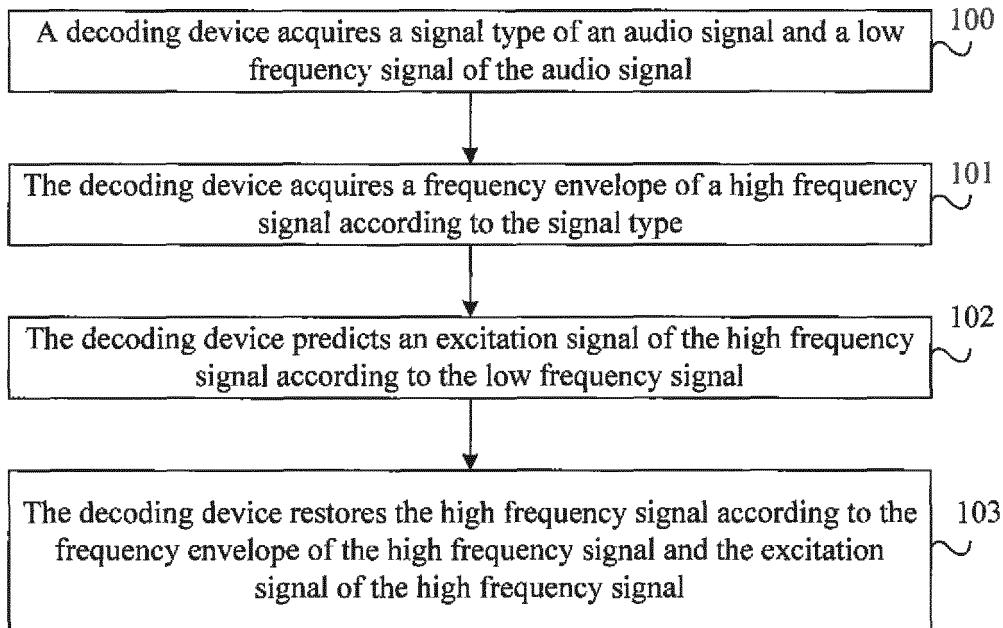 A decoding device acquires a signal type of an audio signal and a low
frequency signal of the audio signal
100
The decoding device acquires a frequency envelope of a high frequency
signal according to the signal type
101
The decoding device predicts an excitation signal of the high frequency
signal according to the low frequency signal
102
The decoding device restores the high frequency signal according to the
frequency envelope of the high frequency signal and the excitation
signal of the high frequency signal
103